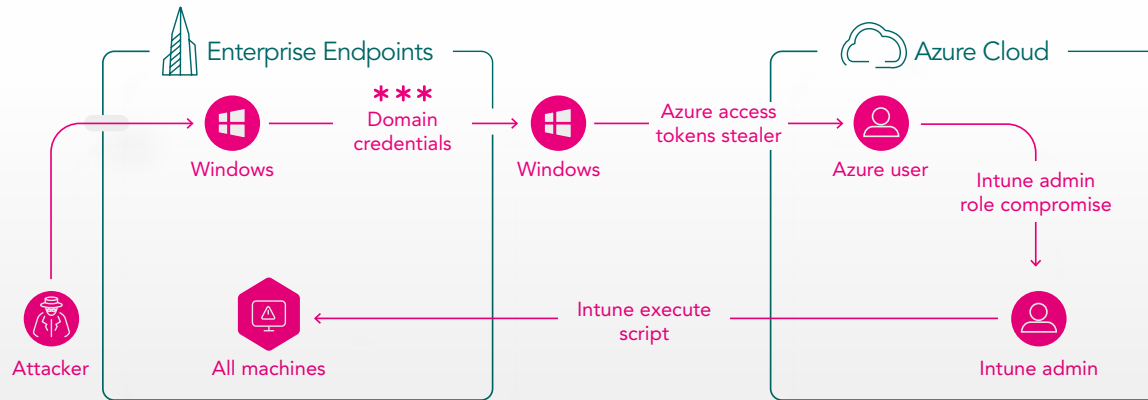 Enterprise Endpoints
Azure Cloud
***
Domain
credentials
Azure access
tokens stealer
Windows
Windows
Azure user
Intune admin
role compromise
Intune execute
script
Attacker
All machines
Intune admin